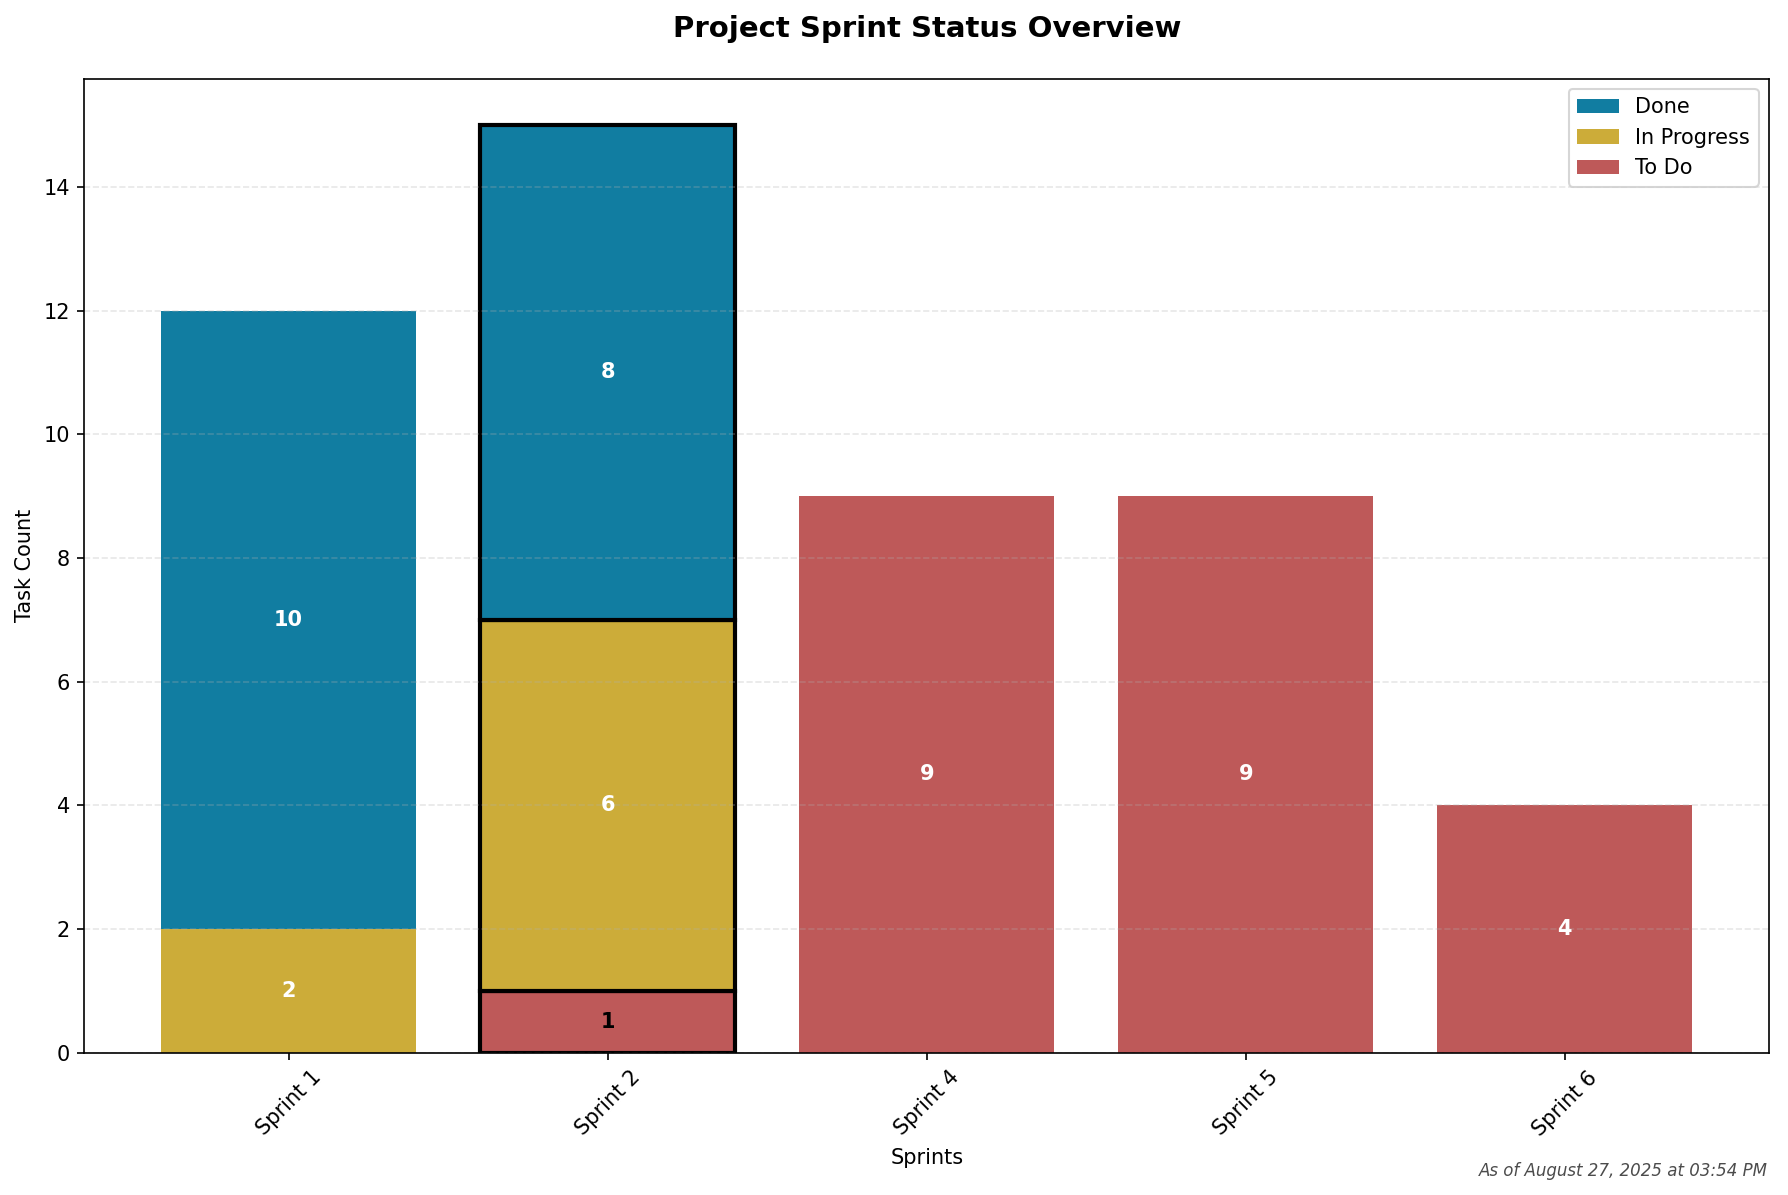 Project Sprint Status Overview
Done
In Progress
To Do
Task Count
14
12
10
8
6
4
2
0
10
2
8
6
1
9
9
4
Sprint 1
Sprint 2
Sprint 4
Sprint 5
Sprint 6
Sprints
As of August 27, 2025 at 03:54 PM